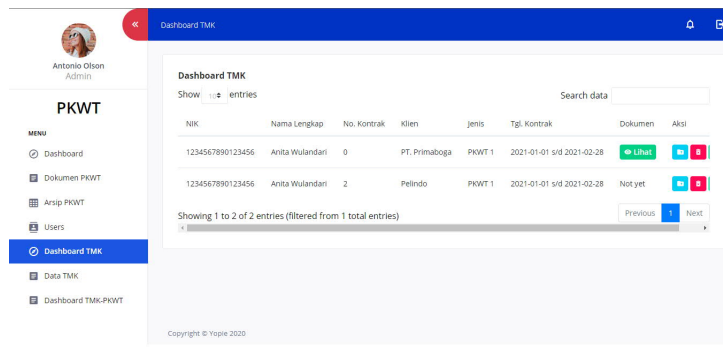 Dashboard TMK
Antonio Olson
Admin
PKWT
MENU
Dashboard
Dokumen PKWT
Arsip PKWT
Users
Dashboard TMK
Data TMK
Dashboard TMK-PKWT
Dashboard TMK
Show 10 entries
Search data
NIK Nama Lengkap No. Kontrak Klien Jenis Tgl. Kontrak Dokumen Aksi
1234567890123456 Anita Wulandari 0 PT. Primaboga PKWT 1 2021-01-01 s/d 2021-02-28 Lihat
1234567890123456 Anita Wulandari 2 Pelindo PKWT 1 2021-01-01 s/d 2021-02-28 Not yet
Showing 1 to 2 of 2 entries (filtered from 1 total entries)
Previous 1 Next
Copyright © Yopie 2020